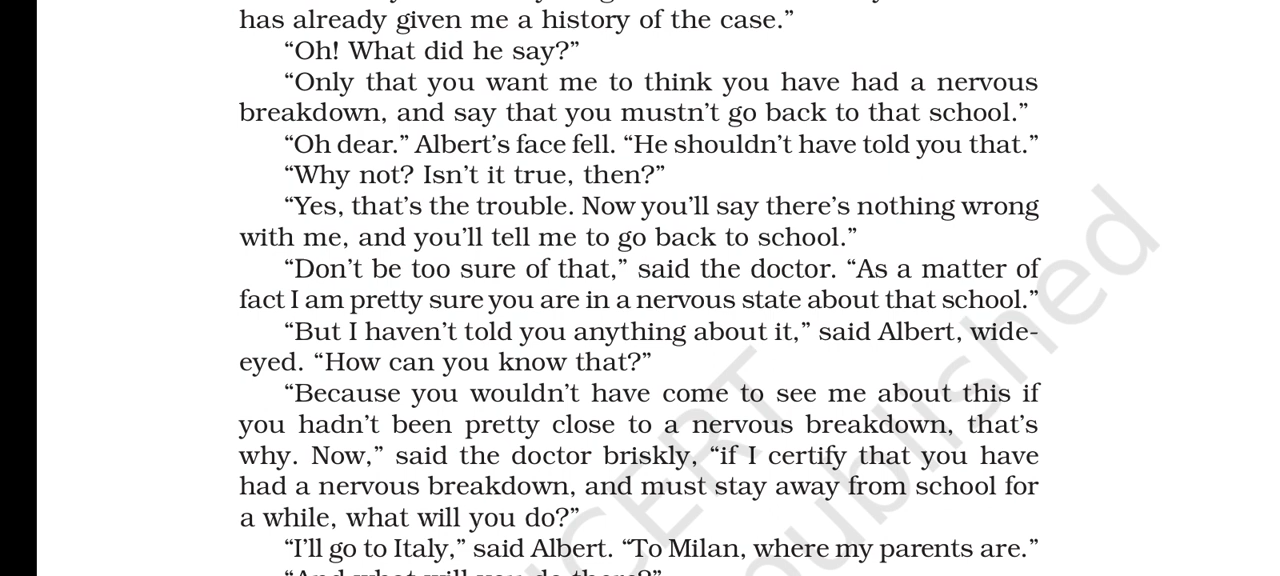 has already given me a history of the case.”
“Oh! What did he say?”
“Only that you want me to think you have had a nervous
breakdown, and say that you mustn’t go back to that school.”
“Oh dear.” Albert’s face fell. “He shouldn’t have told you that.”
“Why not? Isn’t it true, then?”
“Yes, that’s the trouble. Now you’ll say there’s nothing wrong
with me, and you’ll tell me to go back to school.”
“Don’t be too sure of that,” said the doctor. “As a matter of
fact I am pretty sure you are in a nervous state about that school.”
“But I haven’t told you anything about it,” said Albert, wide-
eyed. “How can you know that?”
“Because you wouldn’t have come to see me about this if
you hadn’t been pretty close to a nervous breakdown, that’s
why. Now,” said the doctor briskly, “if I certify that you have
had a nervous breakdown, and must stay away from school for
a while, what will you do?”
“I’ll go to Italy,” said Albert. “To Milan, where my parents are.”
“And what will you do there?”